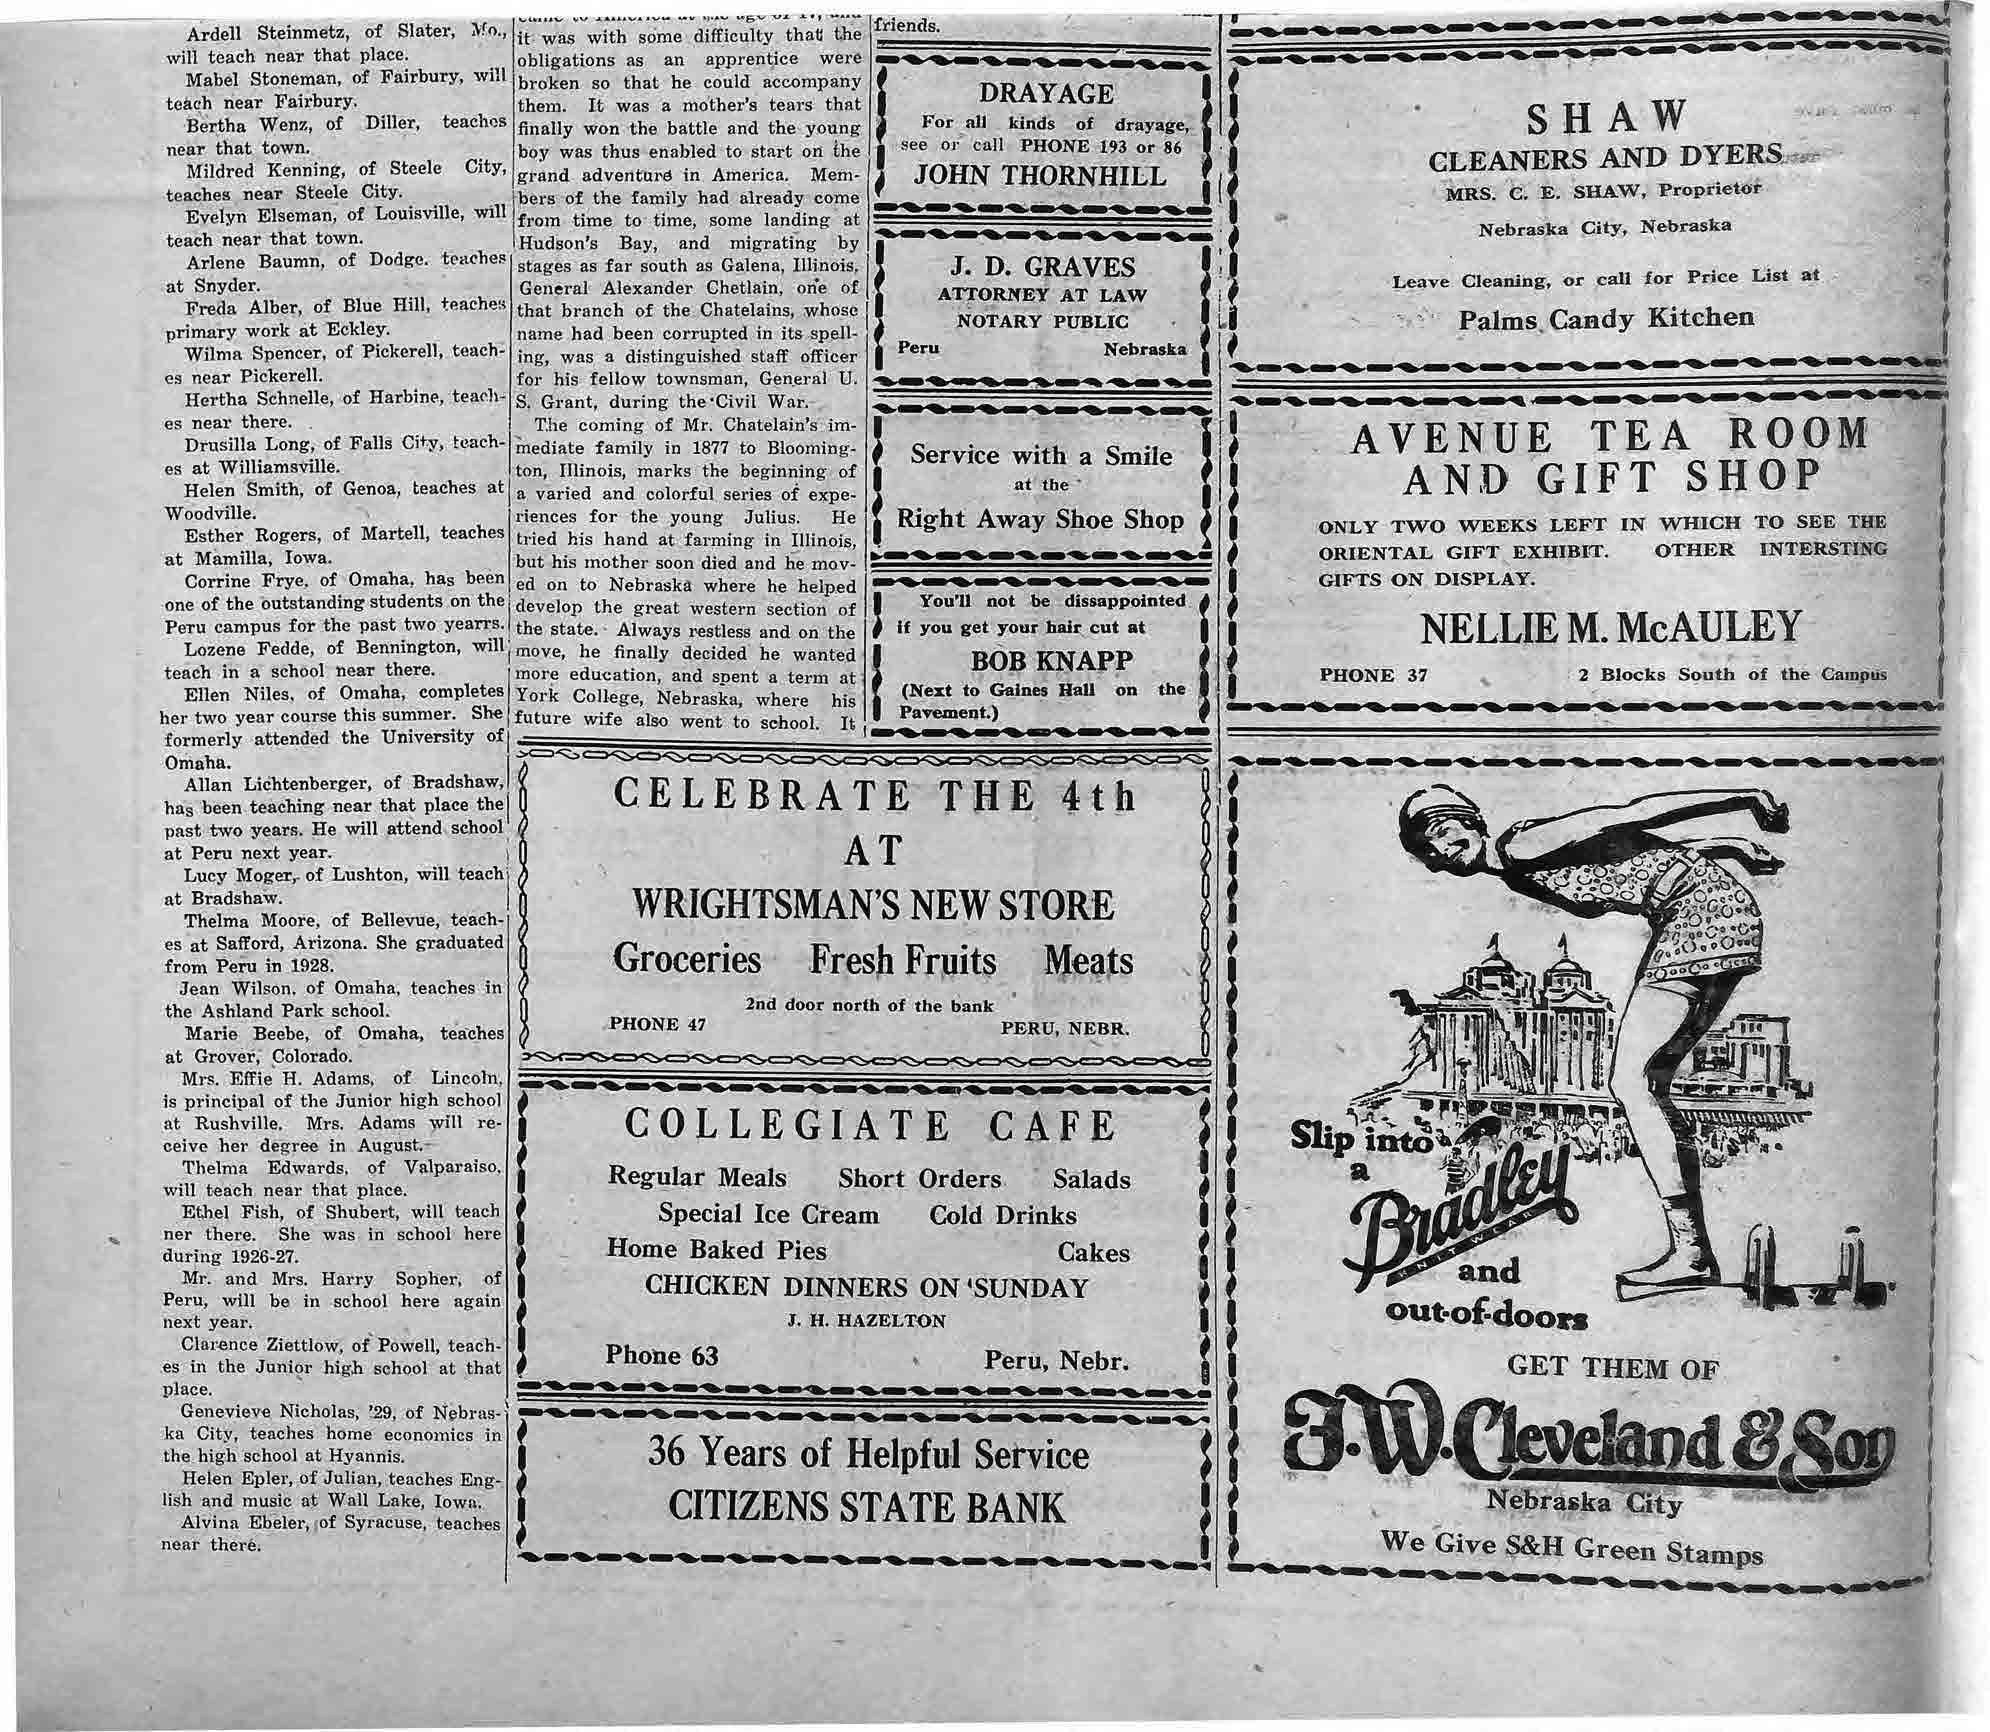 Ardell Steinmetz, of Slater, Mo.,
will teach near that place.
Mabel Stoneman, of Fairbury, will
teach near Fairbury.
Bertha Wenz, of Diller, teaches
near that town.
Mildred Kenning, of Steele City,
teaches near Steele City.
Evelyn Elseman, of Louisville, will
teach near that town.
Arlene Baumn, of Dodge. teaches
at Snyder.
Freda Alber, of Blue Hill, teaches
primary work at Eckley.
Wilma Spencer, of Pickerell, teach-
es near Pickerell.
Hertha Schnelle, of Harbine, teach-
es near there.
Drusilla Long, of Falls City, teach-
es at Williamsville.
Helen Smith, of Genoa, teaches at
Woodville.
Esther Rogers, of Martell, teaches
at Mamilla, Iowa.
Corrine Frye, of Omaha, has been
one of the outstanding students on the
Peru campus for the past two yearrs.
Lozene Fedde, of Bennington, will
teach in a school near there.
Ellen Niles, of Omaha, completes
her two year course this summer. She
formerly attended the University of
Omaha.
Allan Lichtenberger, of Bradshaw,
has been teaching near that place the
past two years. He will attend school
at Peru next year.
Lucy Moger, of Lushton, will teach
at Bradshaw.
Thelma Moore, of Bellevue, teach-
es at Safford, Arizona. She graduated
from Peru in 1928.
Jean Wilson. of Omaha, teaches in
the Ashland Park school.
Marie Beebe, of Omaha, teaches
at Grover, Colorado.
Mrs. Effie H. Adams, of Lincoln,
is principal of the Junior high school
at Rushville. Mrs. Adams will re-
ceive her degree in August.
Thelma Edwards, of Valparaiso,
will teach near that place.
Ethel Fish, of Shubert, will teach
ner there. She was in school here
during 1926-27.
Mr. and Mrs. Harry Sopher, of
Peru, will be in school here again
next year.
Clarence Ziettlow, of Powell, teach-
es in the Junior high school at that
place.
Genevieve Nicholas, '29, of Nebras-
ka City, teaches home economics in
the high school at Hyannis.
Helen Epler, of Julian, teaches Eng-
lish and music at Wall Lake, Iowa.
Alvina Ebeler, of Syracuse, teaches
near there.
came to America at the age of 17, and
it was with some difficulty that the
obligations as an apprentice were
broken so that he could accompany
them. It was a mother's tears that
finally won the battle and the young
boy was thus enabled to start on the
grand adventure in America. Mem-
bers of the family had already come
from time to time, some landing at
Hudson's Bay, and migrating by
stages as far south as Galena, Illinois,
General Alexander Chetlain, one of
that branch of the Chatelains, whose
name had been corrupted in its spell-
ing, was a distinguished staff officer
for his fellow townsman, General U.
S. Grant, during the Civil War.
The coming of Mr. Chatelain's im-
mediate family in 1877 to Blooming-
ton, Illinois, marks the beginning of
a varied and colorful series of expe-
riences for the young Julius. He
tried his hand at farming in Illinois,
but his mother soon died and he mov-
ed on to Nebraska where he helped
develop the great western section of
the state. Always restless and on the
move, he finally decided he wanted
more education, and spent a term at
York College, Nebraska, where his
future wife also went to school. It
friends.
DRAYAGE
For all kinds of drayage,
see or call PHONE 193 or 86
JOHN THORNHILL
J. D. GRAVES
ATTORNEY AT LAW
NOTARY PUBLIC
Peru Nebraska
Service with a Smile
at the
Right Away Shoe Shop
You'll not be dissappointed
if you get your hair cut at
BOB KNAPP
(Next to Gaines Hall on the
Pavement.)
CELEBRATE THE 4th
AT
WRIGHTSMAN'S NEW STORE
Groceries Fresh Fruits Meats
2nd door north of the bank
PHONE 47 PERU, NEBR.
COLLEGIATE CAFE
Regular Meals Short Orders Salads
Special Ice Cream Cold Drinks
Home Baked Pies Cakes
CHICKEN DINNERS ON 'SUNDAY
J. H. HAZELTON
Phone 63 Peru, Nebr.
36 Years of Helpful Service
CITIZENS STATE BANK
SHAW
CLEANERS AND DYERS
MRS. C. E. SHAW, Proprietor
Nebraska City, Nebraska
Leave Cleaning, or call for Price List at
Palms Candy Kitchen
AVENUE TEA ROOM
AND GIFT SHOP
ONLY TWO WEEKS LEFT IN WHICH TO SEE THE
ORIENTAL GIFT EXHIBIT. OTHER INTERSTING
GIFTS ON DISPLAY.
NELLIE M. McAULEY
PHONE 37 2 Blocks South of the Campus
Slip into
a
Bradley
KNIT WEAR
and
out-of-doors
GET THEM OF
F.W. Cleveland & Son
Nebraska City
We Give S&H Green Stamps